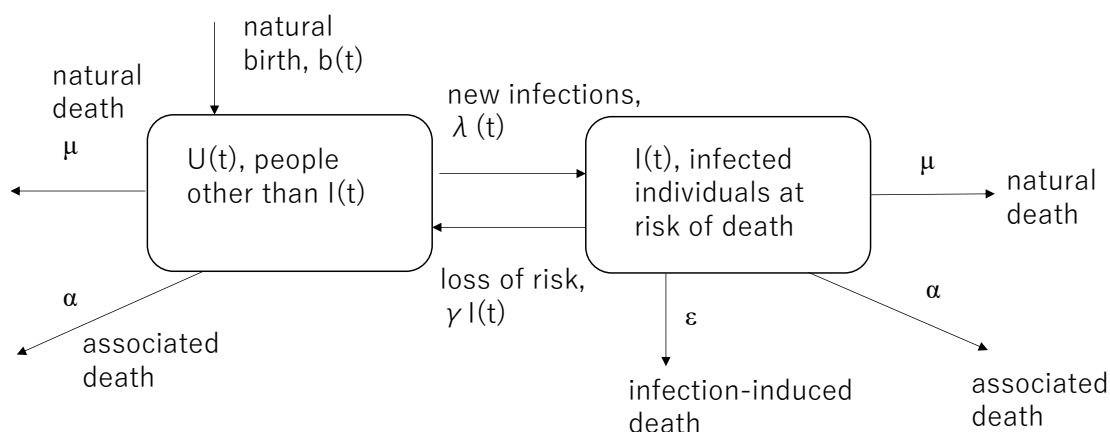 natural
birth, b(t)
natural
death
μ
new infections,
λ (t)
U(t), people
other than I(t)
I(t), infected
individuals at
risk of death
μ
natural
death
loss of risk,
γ I(t)
α
associated
death
ε
infection-induced
death
α
associated
death